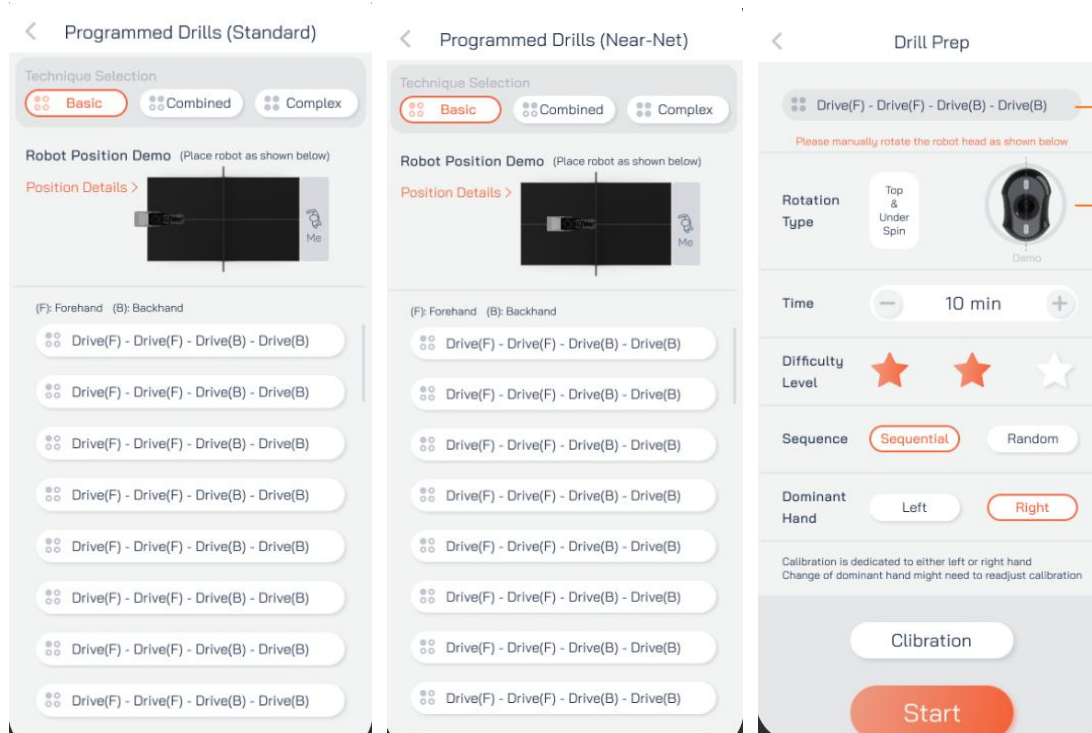 Programmed Drills (Standard)
Technique Selection
Basic
Combined
Complex
Robot Position Demo (Place robot as shown below)
Position Details >
Me
(F): Forehand (B): Backhand
Drive(F) - Drive(F) - Drive(B) - Drive(B)
Drive(F) - Drive(F) - Drive(B) - Drive(B)
Drive(F) - Drive(F) - Drive(B) - Drive(B)
Drive(F) - Drive(F) - Drive(B) - Drive(B)
Drive(F) - Drive(F) - Drive(B) - Drive(B)
Drive(F) - Drive(F) - Drive(B) - Drive(B)
Drive(F) - Drive(F) - Drive(B) - Drive(B)
Drive(F) - Drive(F) - Drive(B) - Drive(B)
Programmed Drills (Near-Net)
Technique Selection
Basic
Combined
Complex
Robot Position Demo (Place robot as shown below)
Position Details >
Me
(F): Forehand (B): Backhand
Drive(F) - Drive(F) - Drive(B) - Drive(B)
Drive(F) - Drive(F) - Drive(B) - Drive(B)
Drive(F) - Drive(F) - Drive(B) - Drive(B)
Drive(F) - Drive(F) - Drive(B) - Drive(B)
Drive(F) - Drive(F) - Drive(B) - Drive(B)
Drive(F) - Drive(F) - Drive(B) - Drive(B)
Drive(F) - Drive(F) - Drive(B) - Drive(B)
Drive(F) - Drive(F) - Drive(B) - Drive(B)
Drill Prep
Drive(F) - Drive(F) - Drive(B) - Drive(B)
Please manually rotate the robot head as shown below
Rotation
Type
Top
&
Under
Spin
Demo
Time
10 min
Difficulty
Level
Sequence
Sequential
Random
Dominant
Hand
Left
Right
Calibration is dedicated to either left or right hand
Change of dominant hand might need to readjust calibration
Clibration
Start